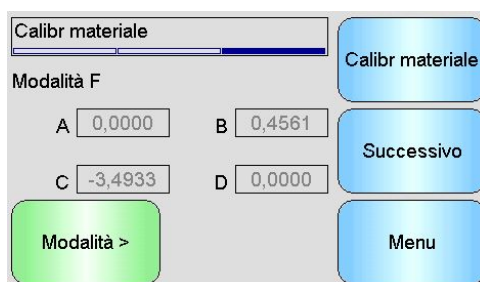 Calibr materiale
Calibr materiale
Modalità F
A 0,0000 B 0,4561
Successivo
C -3,4933 D 0,0000
Modalità >
Menu